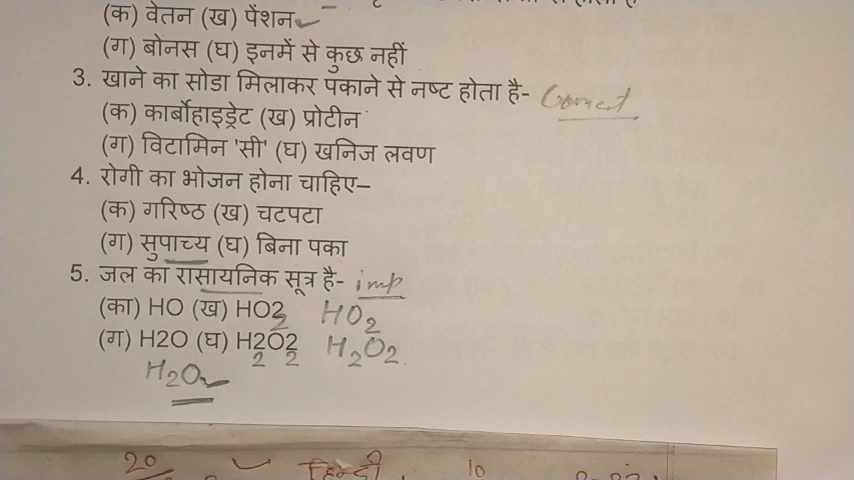 (क) वेतन (ख) पेंशन
(ग) बोनस (घ) इनमें से कुछ नहीं
3. खाने का सोडा मिलाकर पकाने से नष्ट होता है-
(क) कार्बोहाइड्रेट (ख) प्रोटीन
(ग) विटामिन 'सी' (घ) खनिज लवण
4. रोगी का भोजन होना चाहिए–
(क) गरिष्ठ (ख) चटपटा
(ग) सुपाच्य (घ) बिना पका
5. जल का रासायनिक सूत्र है- imp
(का) HO (ख) HO2 HO2
(ग) H2O (घ) H2O2 H2O2
H2O
20 हिन्दी 10